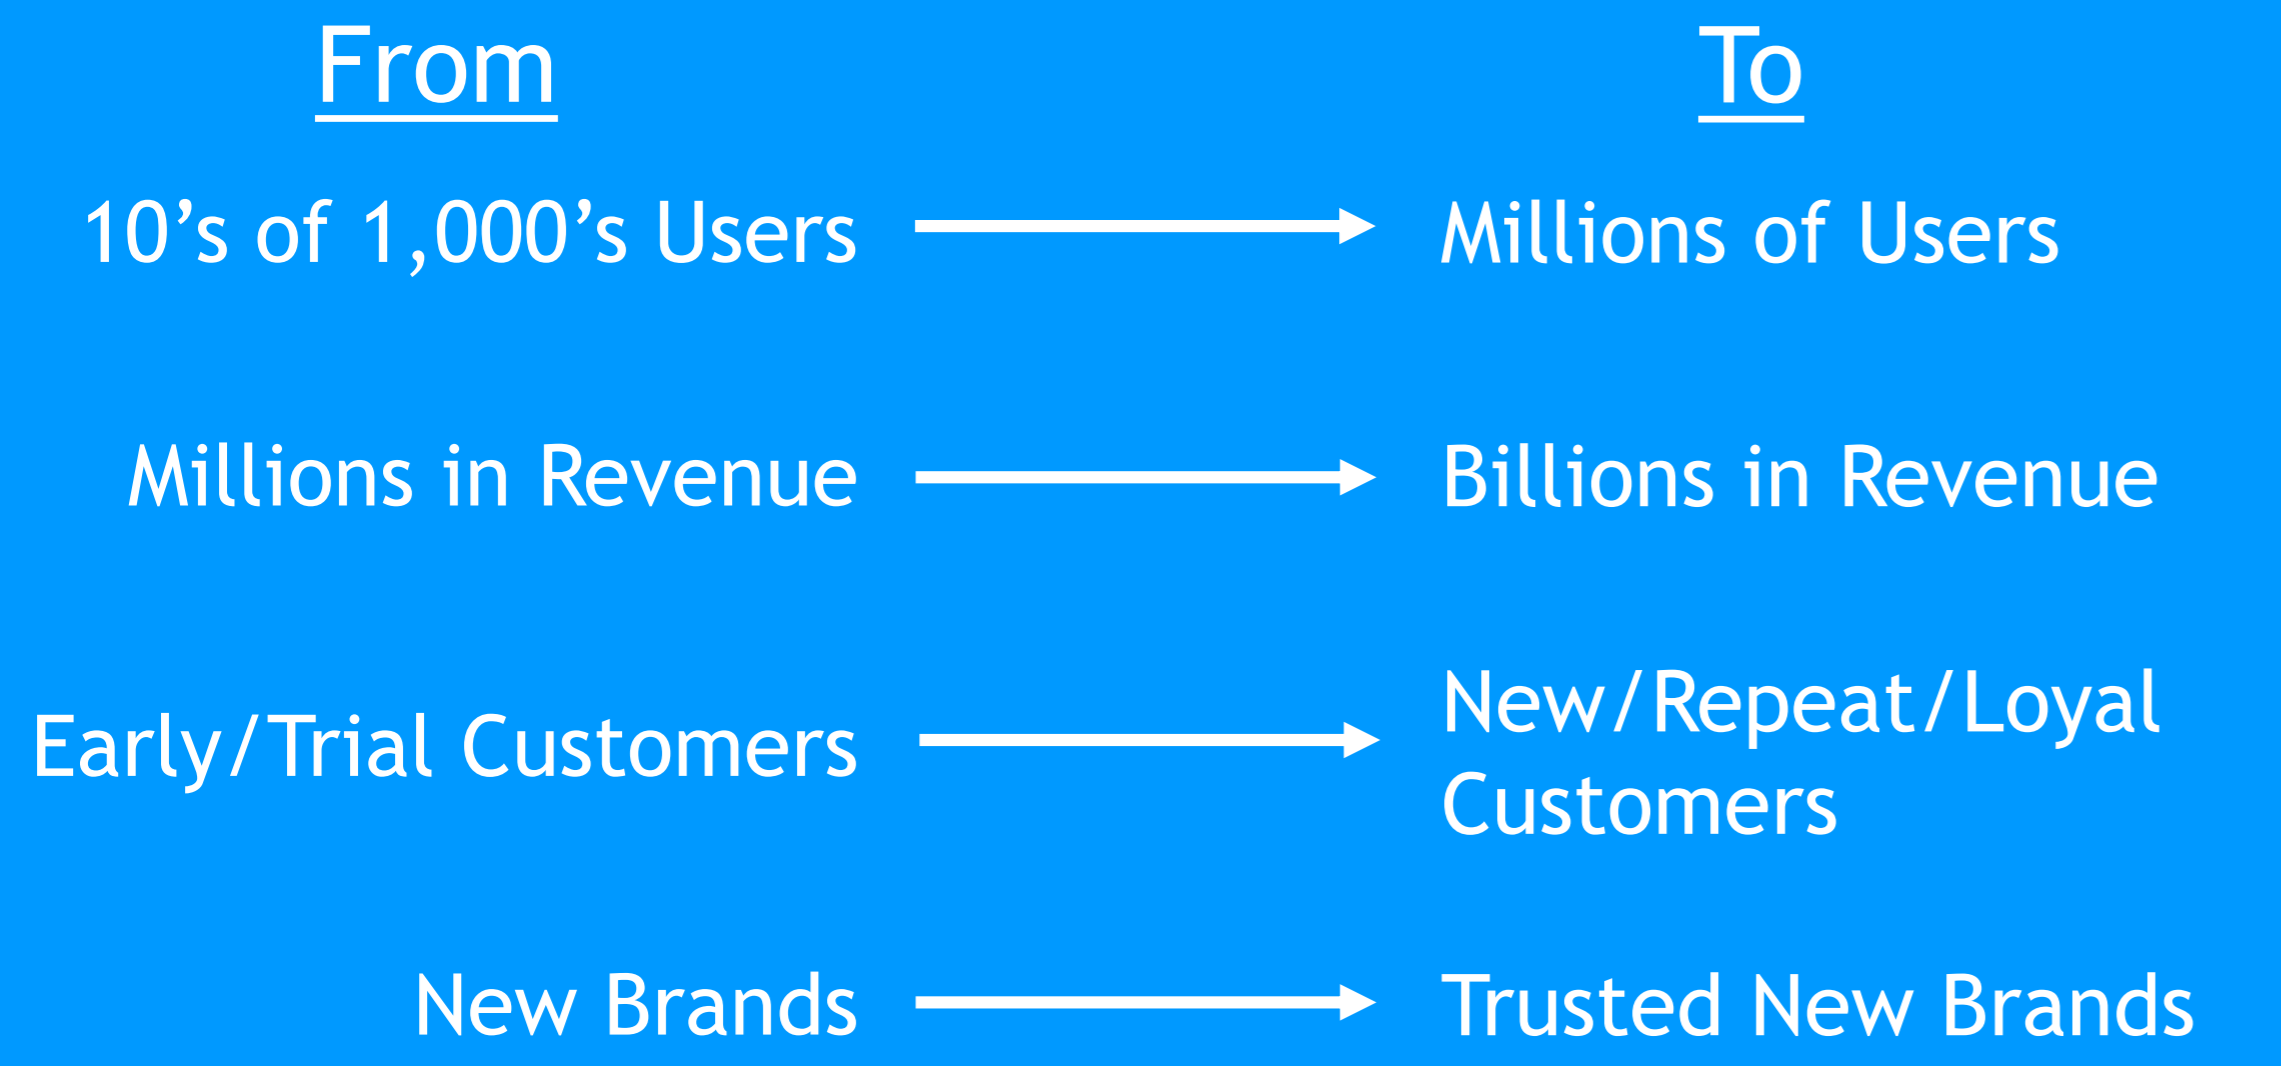 From
To
10’s of 1,000’s Users
Millions of Users
Millions in Revenue
Billions in Revenue
Early/Trial Customers
New/Repeat/Loyal
Customers
New Brands
Trusted New Brands